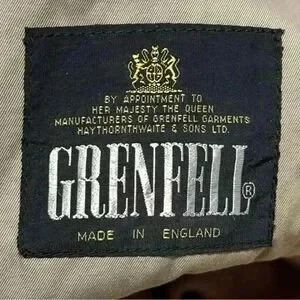 BY APPOINTMENT TO
HER MAJESTY THE QUEEN
MANUFACTURERS OF GRENFELL GARMENTS
HAYTHORNTHWAITE & SONS LTD.
GRENFELL®
MADE IN ENGLAND